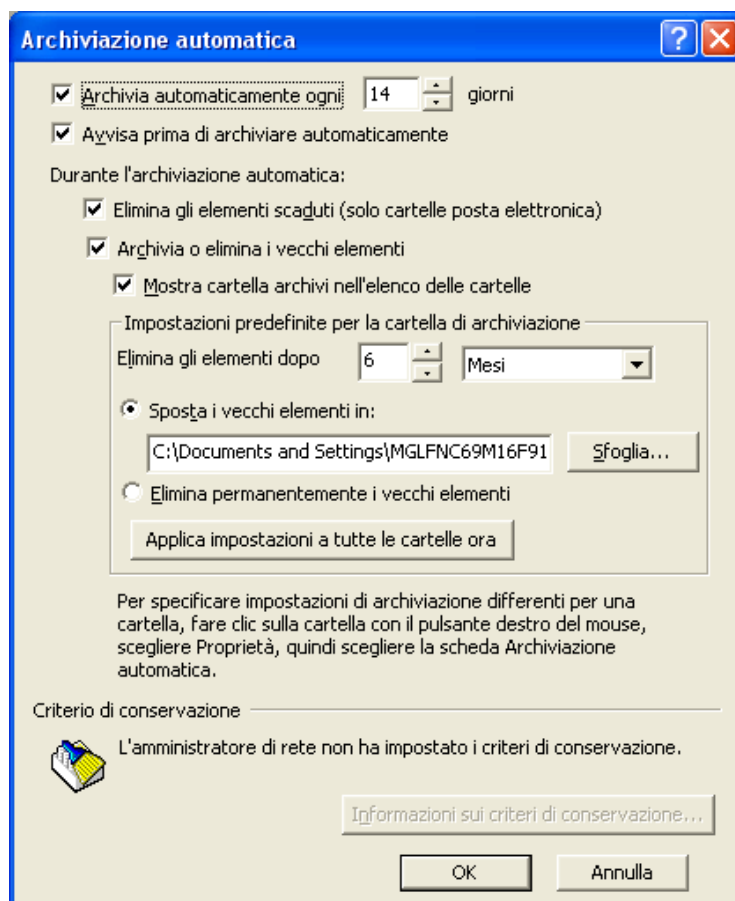 Archiviazione automatica
Archivia automaticamente ogni 14 giorni
Avvisa prima di archiviare automaticamente
Durante l'archiviazione automatica:
Elimina gli elementi scaduti (solo cartelle posta elettronica)
Archivia o elimina i vecchi elementi
Mostra cartella archivi nell'elenco delle cartelle
Impostazioni predefinite per la cartella di archiviazione
Elimina gli elementi dopo 6 Mesi
Sposta i vecchi elementi in:
C:\Documents and Settings\MGLFNC69M16F91 Sfoglia...
Elimina permanentemente i vecchi elementi
Applica impostazioni a tutte le cartelle ora
Per specificare impostazioni di archiviazione differenti per una
cartella, fare clic sulla cartella con il pulsante destro del mouse,
scegliere Proprietà, quindi scegliere la scheda Archiviazione
automatica.
Criterio di conservazione
L'amministratore di rete non ha impostato i criteri di conservazione.
Informazioni sui criteri di conservazione...
OK Annulla